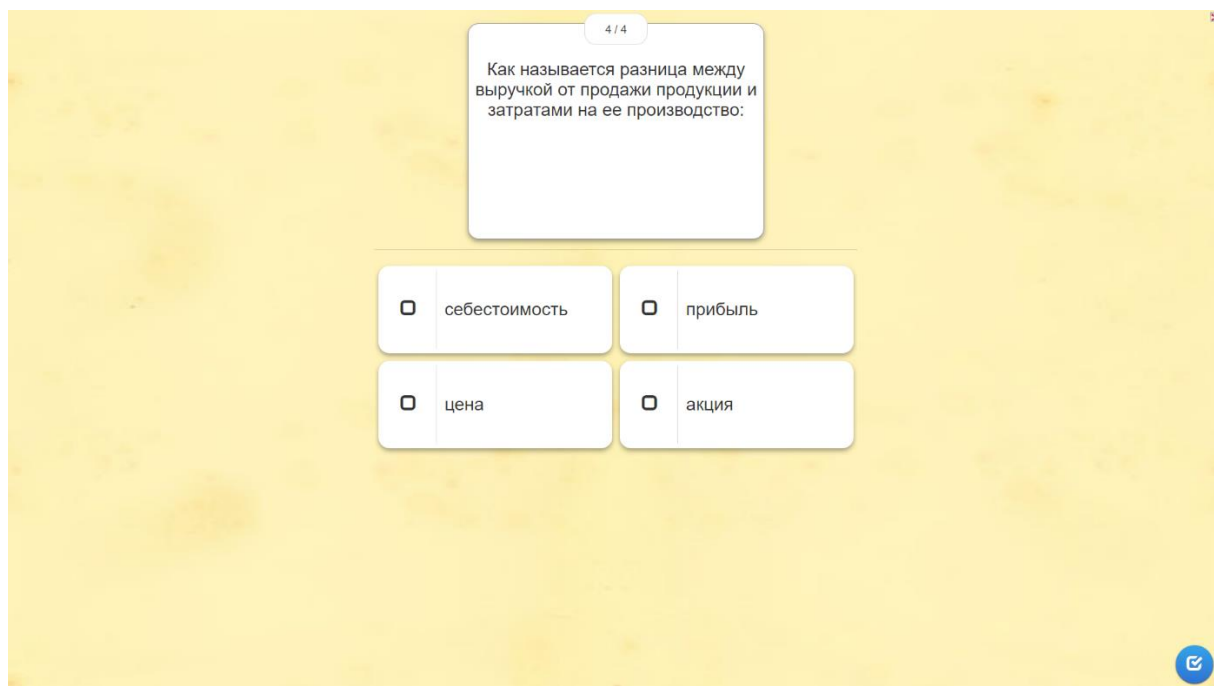 4 / 4
Как называется разница между
выручкой от продажи продукции и
затратами на ее производство:
себестоимость
прибыль
цена
акция